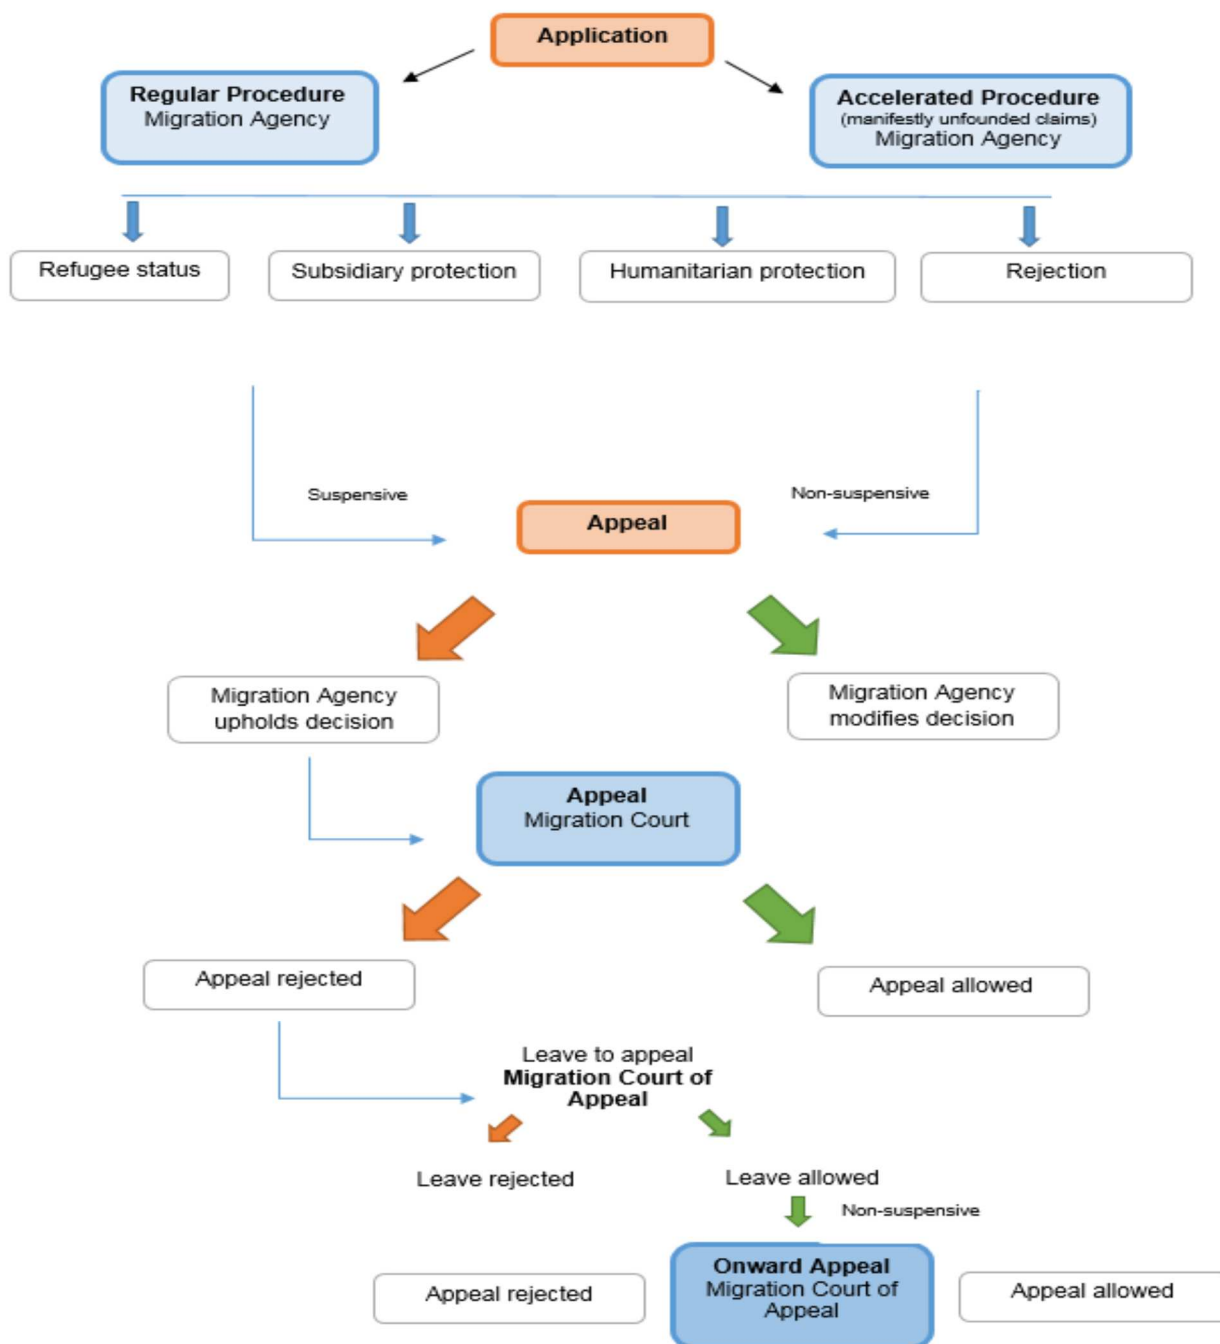 Application
Regular Procedure
Migration Agency
Accelerated Procedure
(manifestly unfounded claims)
Migration Agency
Refugee status
Subsidiary protection
Humanitarian protection
Rejection
Suspensive
Non-suspensive
Appeal
Migration Agency
upholds decision
Migration Agency
modifies decision
Appeal
Migration Court
Appeal rejected
Appeal allowed
Leave to appeal
Migration Court of
Appeal
Leave rejected
Leave allowed
Non-suspensive
Appeal rejected
Onward Appeal
Migration Court of
Appeal
Appeal allowed